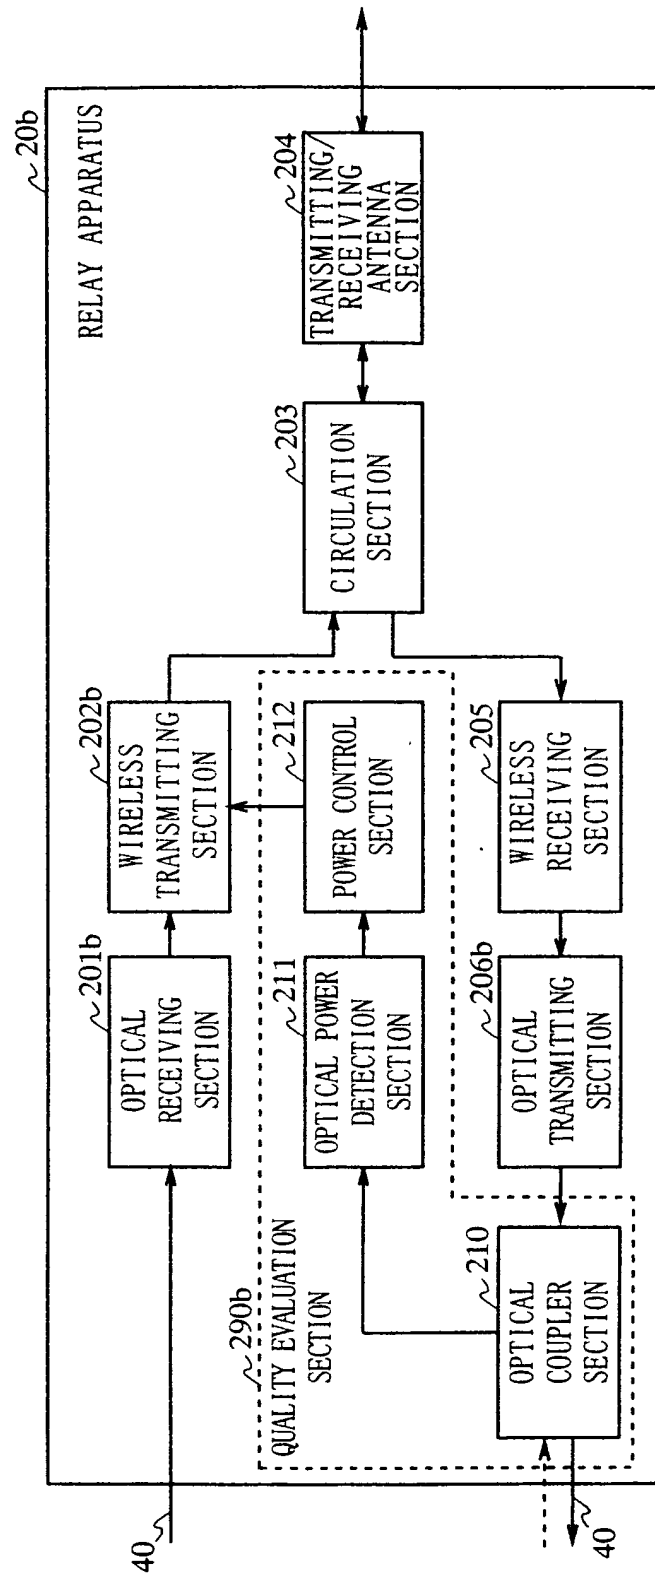 20b
RELAY APPARATUS
40
201b
OPTICAL
RECEIVING
SECTION
202b
WIRELESS
TRANSMITTING
SECTION
203
CIRCULATION
SECTION
204
TRANSMITTING/
RECEIVING
ANTENNA
SECTION
290b
QUALITY EVALUATION
SECTION
211
OPTICAL POWER
DETECTION
SECTION
212
POWER CONTROL
SECTION
210
OPTICAL
COUPLER
SECTION
206b
OPTICAL
TRANSMITTING
SECTION
205
WIRELESS
RECEIVING
SECTION
40